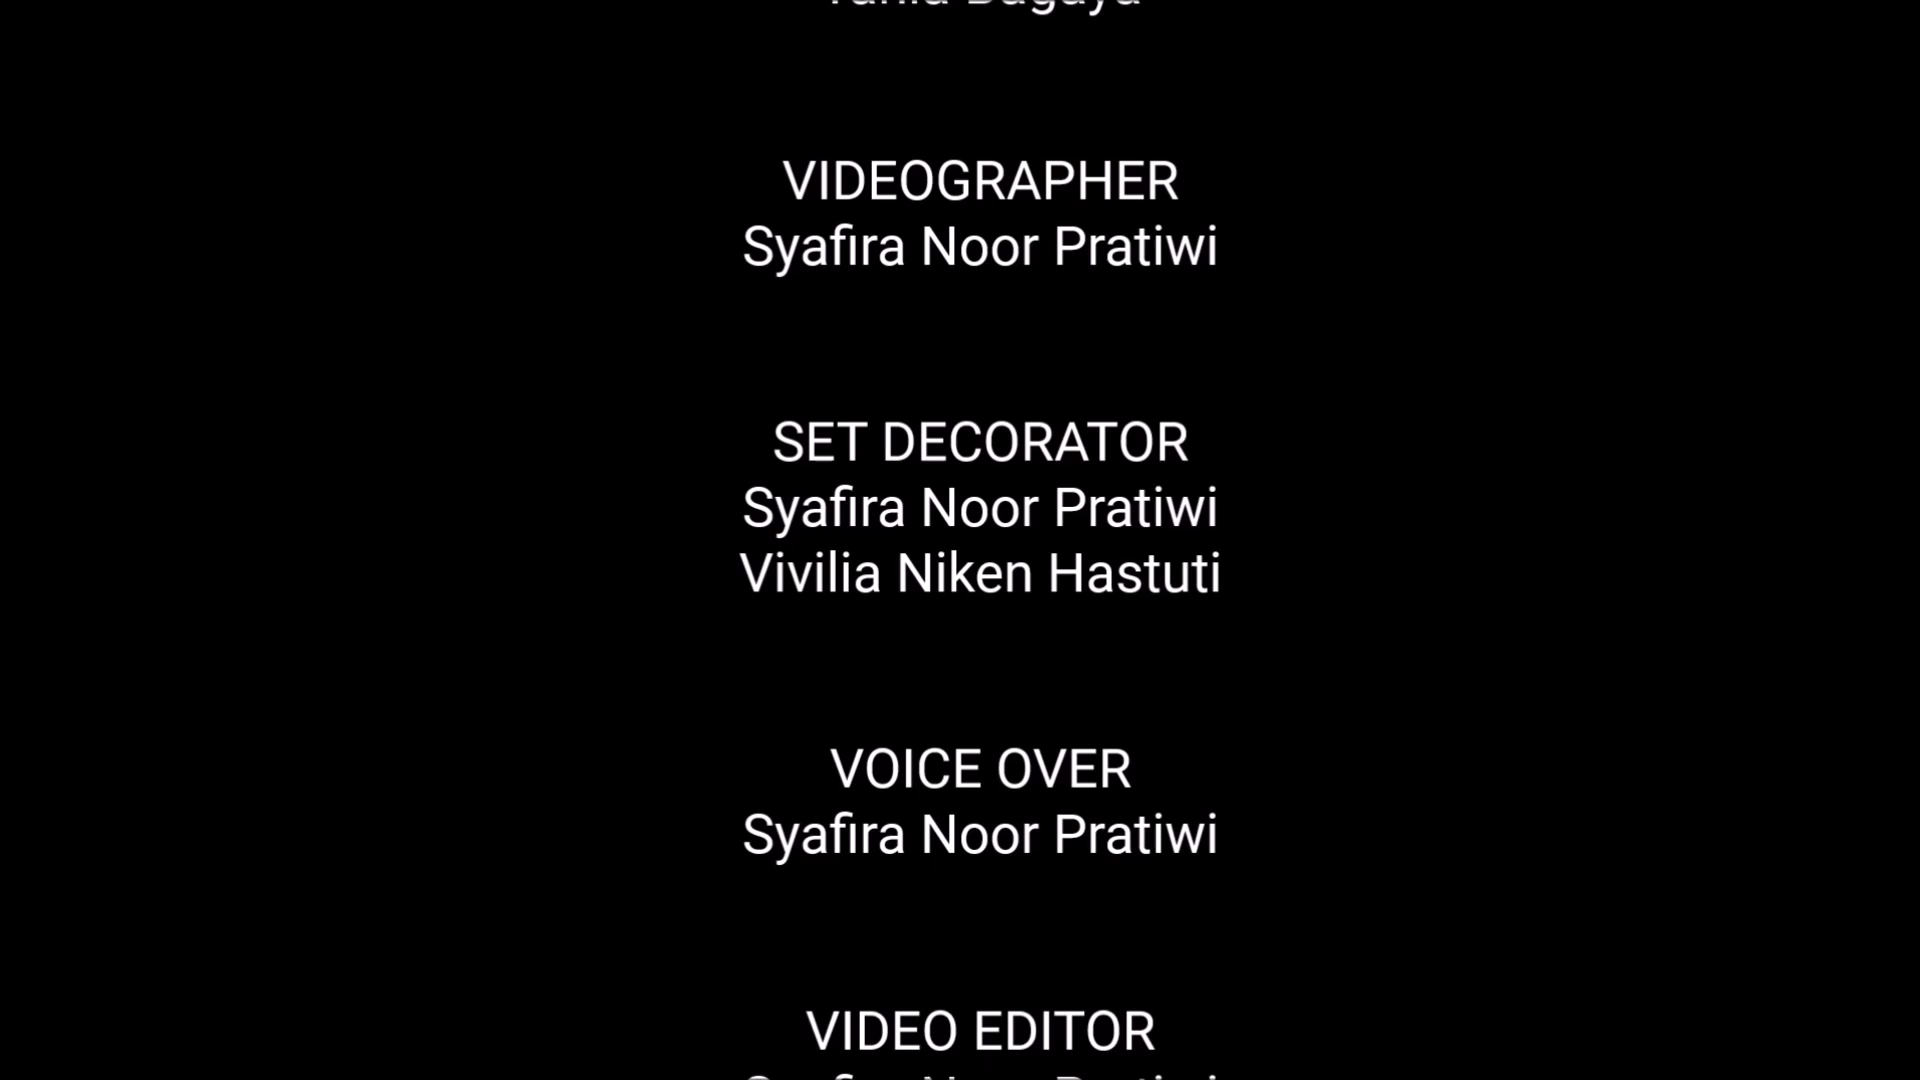 VIDEOGRAPHER
Syafira Noor Pratiwi
SET DECORATOR
Syafira Noor Pratiwi
Vivilia Niken Hastuti
VOICE OVER
Syafira Noor Pratiwi
VIDEO EDITOR